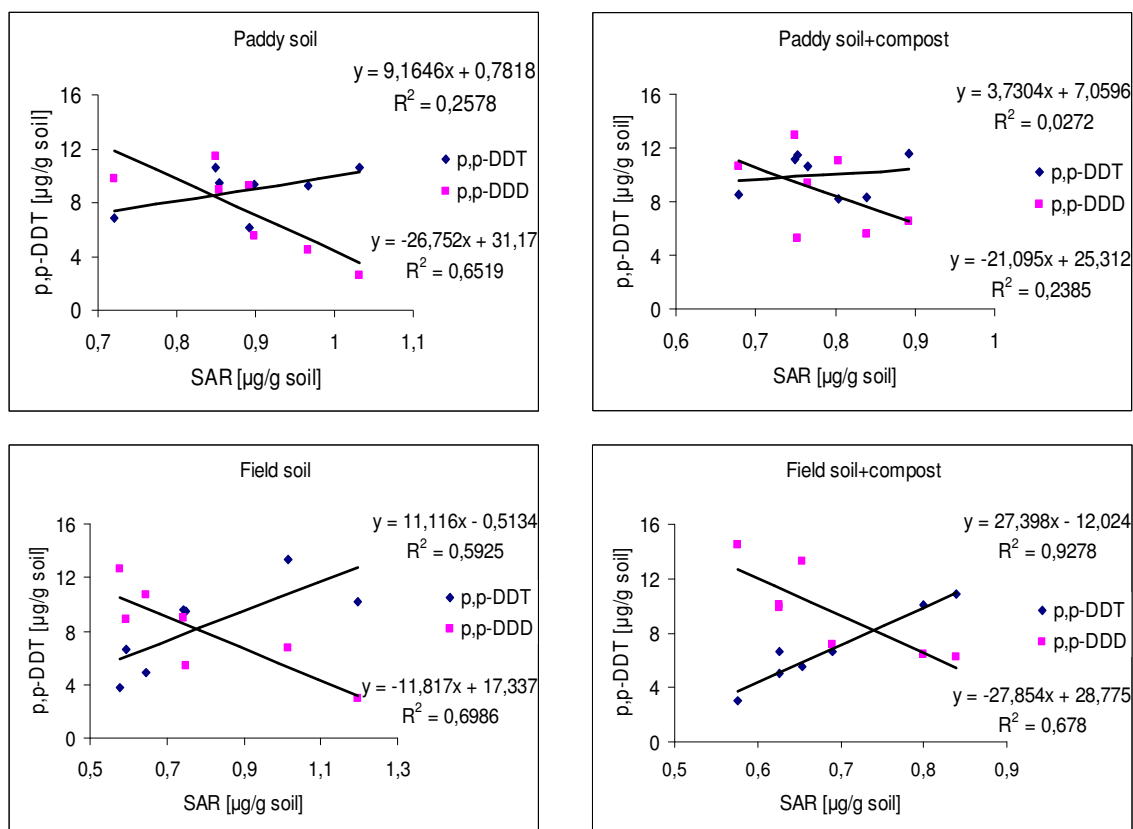 Paddy soil
y = 9,1646x + 0,7818
R² = 0,2578
p,p-DDT [µg/g soil]
16
12
8
4
0
p,p-DDT
p,p-DDD
y = -26,752x + 31,17
R² = 0,6519
0,7 0,8 0,9 1 1,1
SAR [µg/g soil]
Paddy soil+compost
y = 3,7304x + 7,0596
R² = 0,0272
p,p-DDT [µg/g soil]
16
12
8
4
0
p,p-DDT
p,p-DDD
y = -21,095x + 25,312
R² = 0,2385
0,6 0,7 0,8 0,9 1
SAR [µg/g soil]
Field soil
y = 11,116x - 0,5134
R² = 0,5925
p,p-DDT [µg/g soil]
16
12
8
4
0
p,p-DDT
p,p-DDD
y = -11,817x + 17,337
R² = 0,6986
0,5 0,7 0,9 1,1 1,3
SAR [µg/g soil]
Field soil+compost
y = 27,398x - 12,024
R² = 0,9278
p,p-DDT [µg/g soil]
16
12
8
4
0
p,p-DDT
p,p-DDD
y = -27,854x + 28,775
R² = 0,678
0,5 0,6 0,7 0,8 0,9
SAR [µg/g soil]